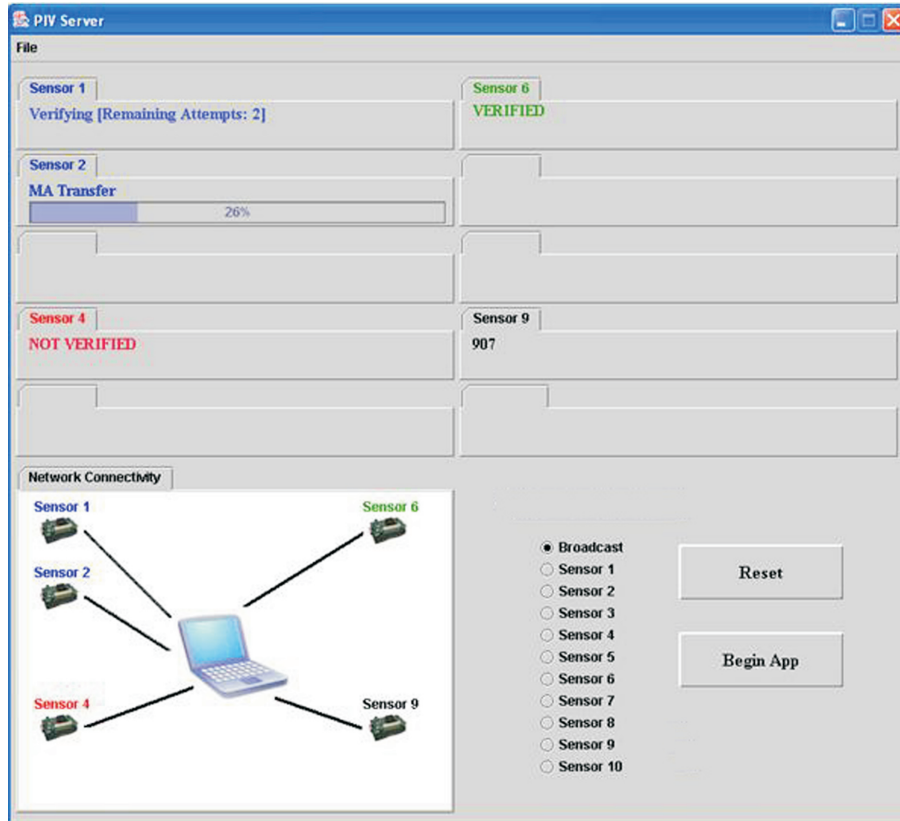 PIV Server
File
Sensor 1
Verifying [Remaining Attempts: 2]
Sensor 6
VERIFIED
Sensor 2
MA Transfer
26%
Sensor 4
NOT VERIFIED
Sensor 9
907
Network Connectivity
Sensor 1
Sensor 6
Sensor 2
Sensor 4
Sensor 9
Broadcast
Sensor 1
Sensor 2
Sensor 3
Sensor 4
Sensor 5
Sensor 6
Sensor 7
Sensor 8
Sensor 9
Sensor 10
Reset
Begin App